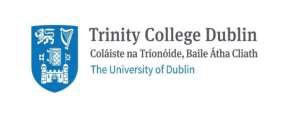 Trinity College Dublin
Coláiste na Tríonóide, Baile Átha Cliath
The University of Dublin